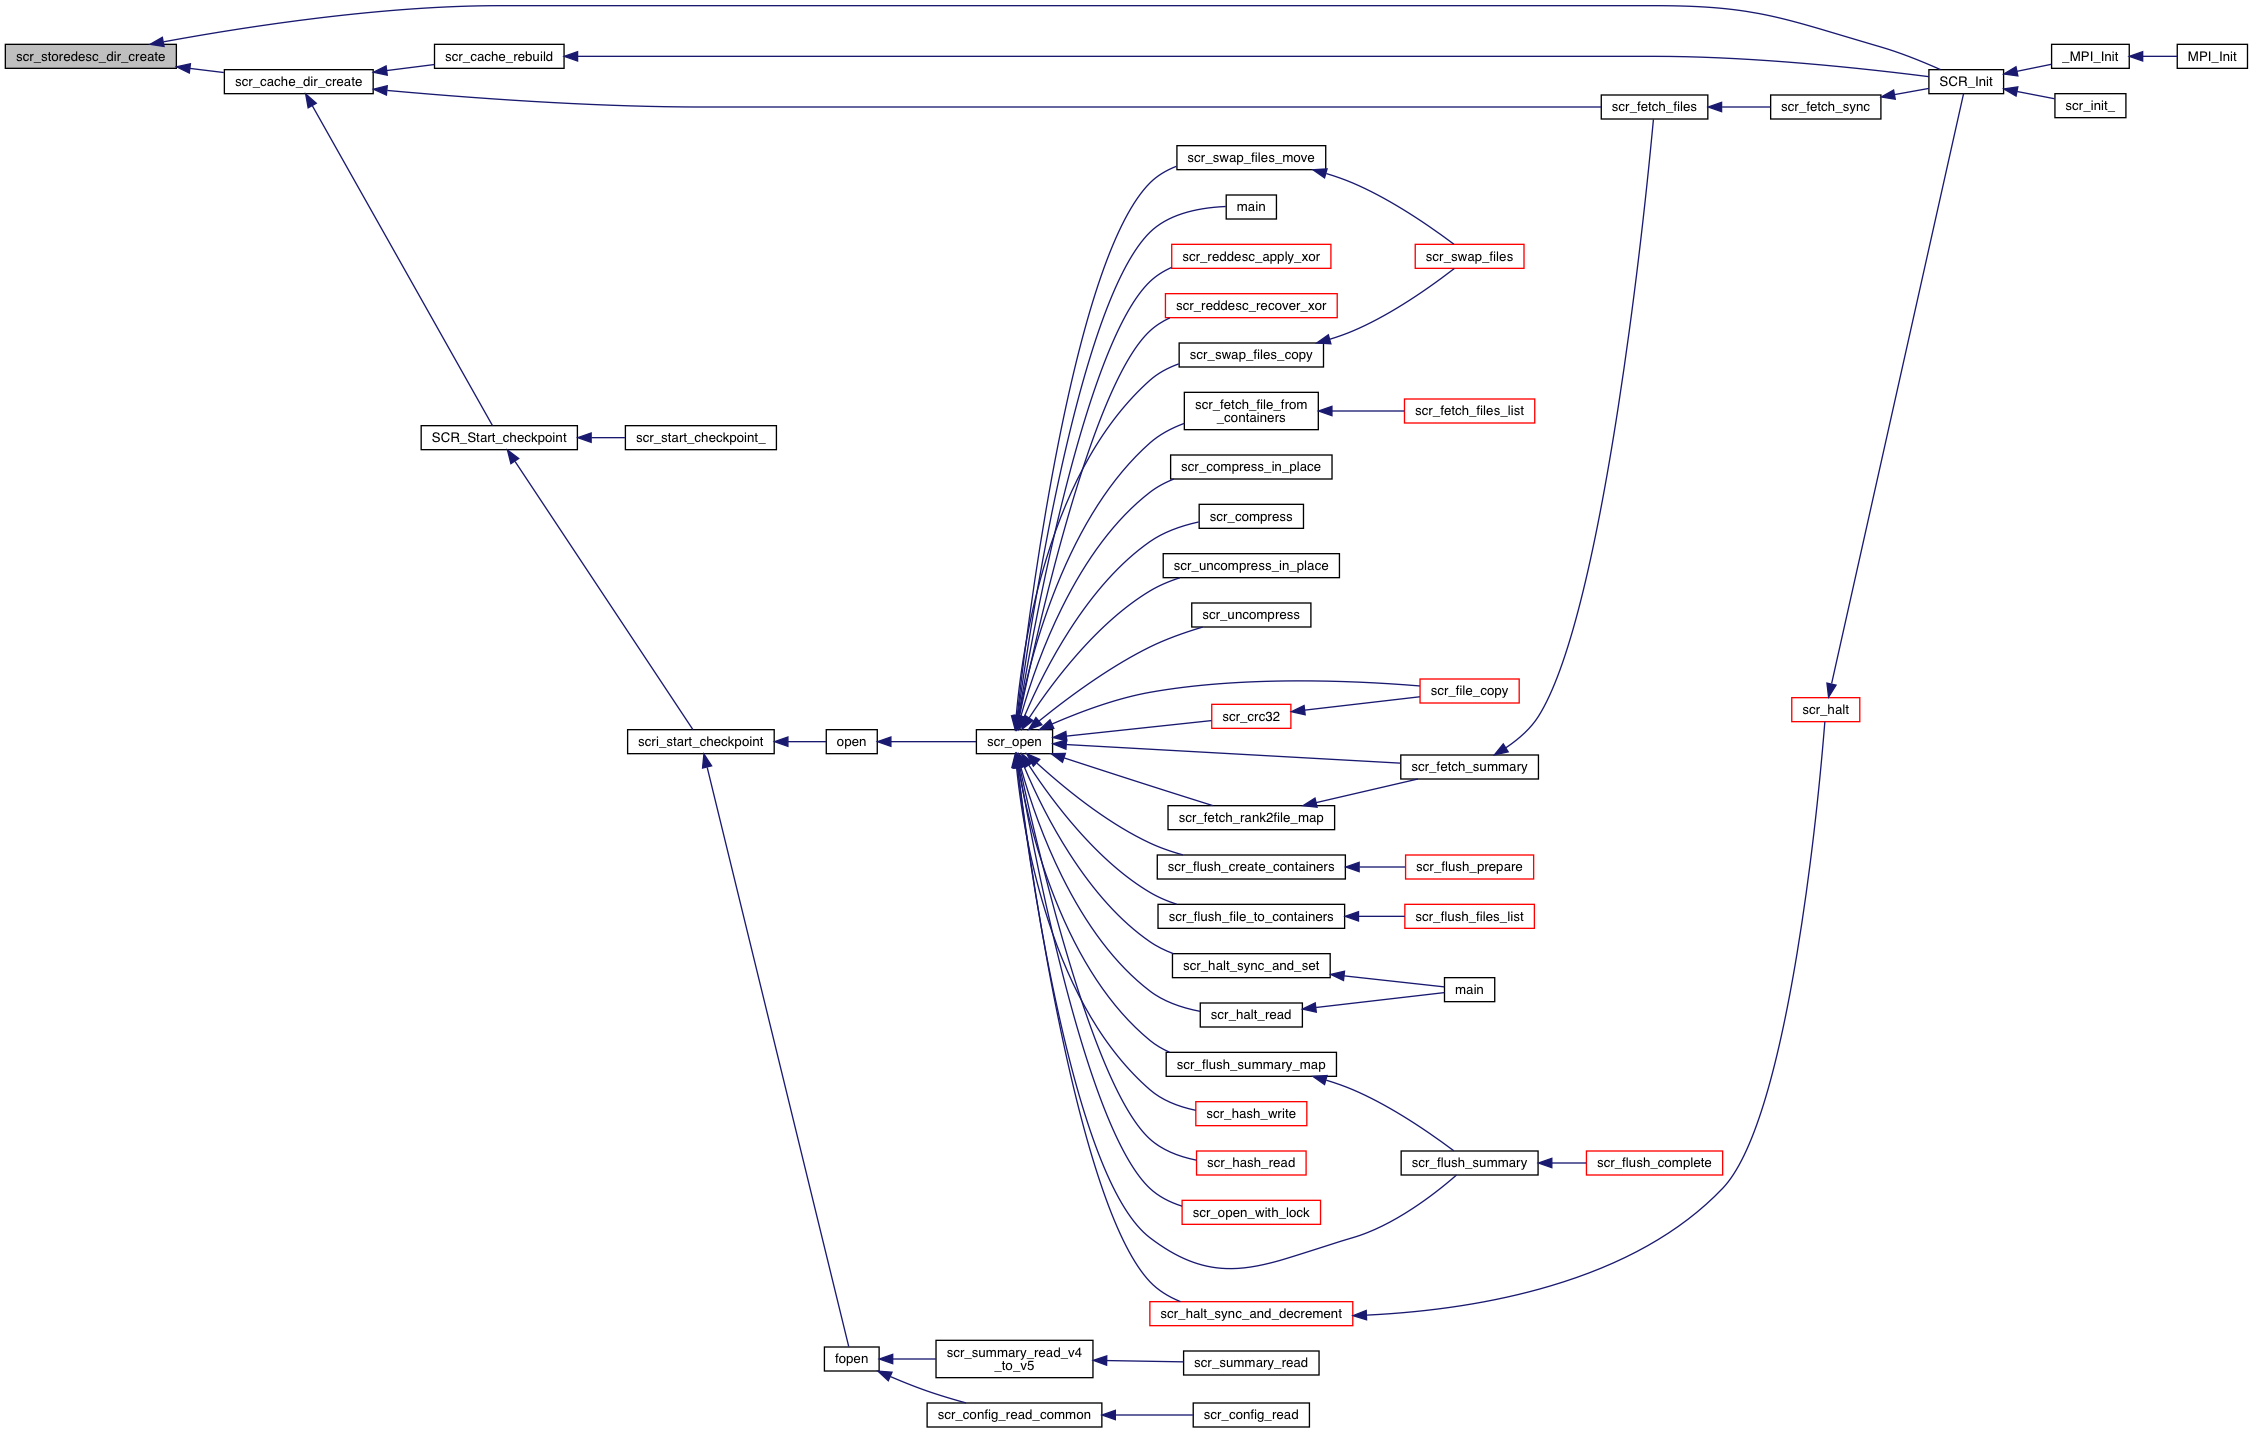 scr_storedesc_dir_create
scr_cache_dir_create
scr_cache_rebuild
SCR_Init
_MPI_Init
MPI_Init
scr_init_
scr_fetch_files
scr_fetch_sync
scr_swap_files_move
main
scr_reddesc_apply_xor
scr_swap_files
scr_reddesc_recover_xor
scr_swap_files_copy
scr_fetch_file_from
_containers
scr_fetch_files_list
SCR_Start_checkpoint
scr_start_checkpoint_
scr_compress_in_place
scr_compress
scr_uncompress_in_place
scr_uncompress
scr_file_copy
scr_crc32
scr_halt
scri_start_checkpoint
open
scr_open
scr_fetch_summary
scr_fetch_rank2file_map
scr_flush_create_containers
scr_flush_prepare
scr_flush_file_to_containers
scr_flush_files_list
scr_halt_sync_and_set
main
scr_halt_read
scr_flush_summary_map
scr_hash_write
scr_hash_read
scr_flush_summary
scr_flush_complete
scr_open_with_lock
scr_halt_sync_and_decrement
fopen
scr_summary_read_v4
_to_v5
scr_summary_read
scr_config_read_common
scr_config_read